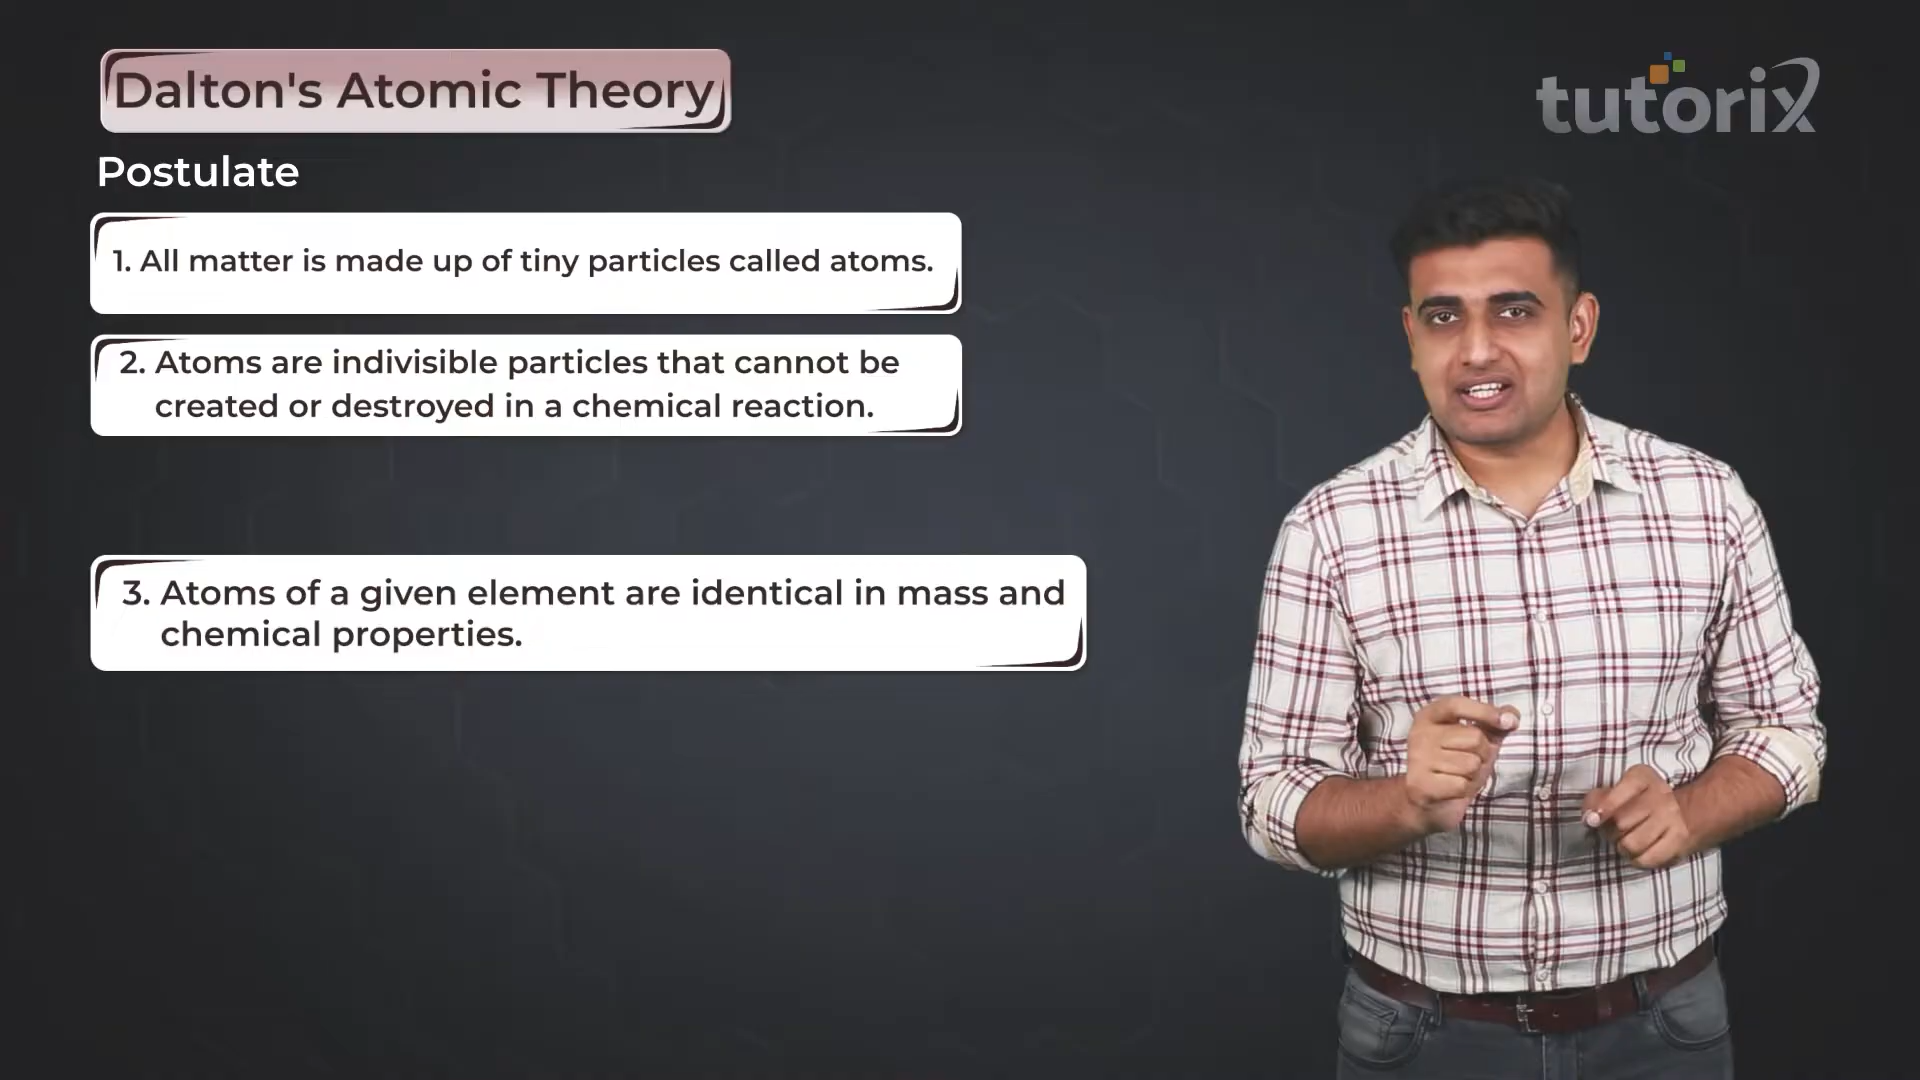 Dalton's Atomic Theory
tutorix
Postulate
1. All matter is made up of tiny particles called atoms.
2. Atoms are indivisible particles that cannot be
created or destroyed in a chemical reaction.
3. Atoms of a given element are identical in mass and
chemical properties.